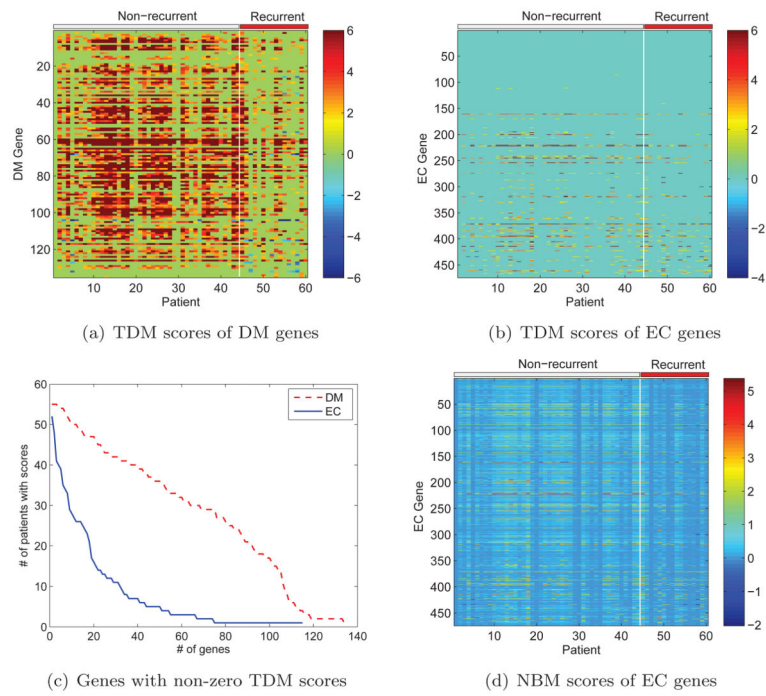 Non-recurrent Recurrent
20
40
60
80
100
120
DM Gene
10 20 30 40 50 60
Patient
6
4
2
0
−2
−4
−6
(a) TDM scores of DM genes
Non-recurrent Recurrent
50
100
150
200
250
300
350
400
450
EC Gene
10 20 30 40 50 60
Patient
6
4
2
0
−2
−4
(b) TDM scores of EC genes
60
50
40
30
20
10
0
# of patients with scores
DM
EC
0 20 40 60 80 100 120 140
# of genes
(c) Genes with non-zero TDM scores
Non-recurrent Recurrent
50
100
150
200
250
300
350
400
450
EC Gene
10 20 30 40 50 60
Patient
5
4
3
2
1
0
−1
−2
(d) NBM scores of EC genes